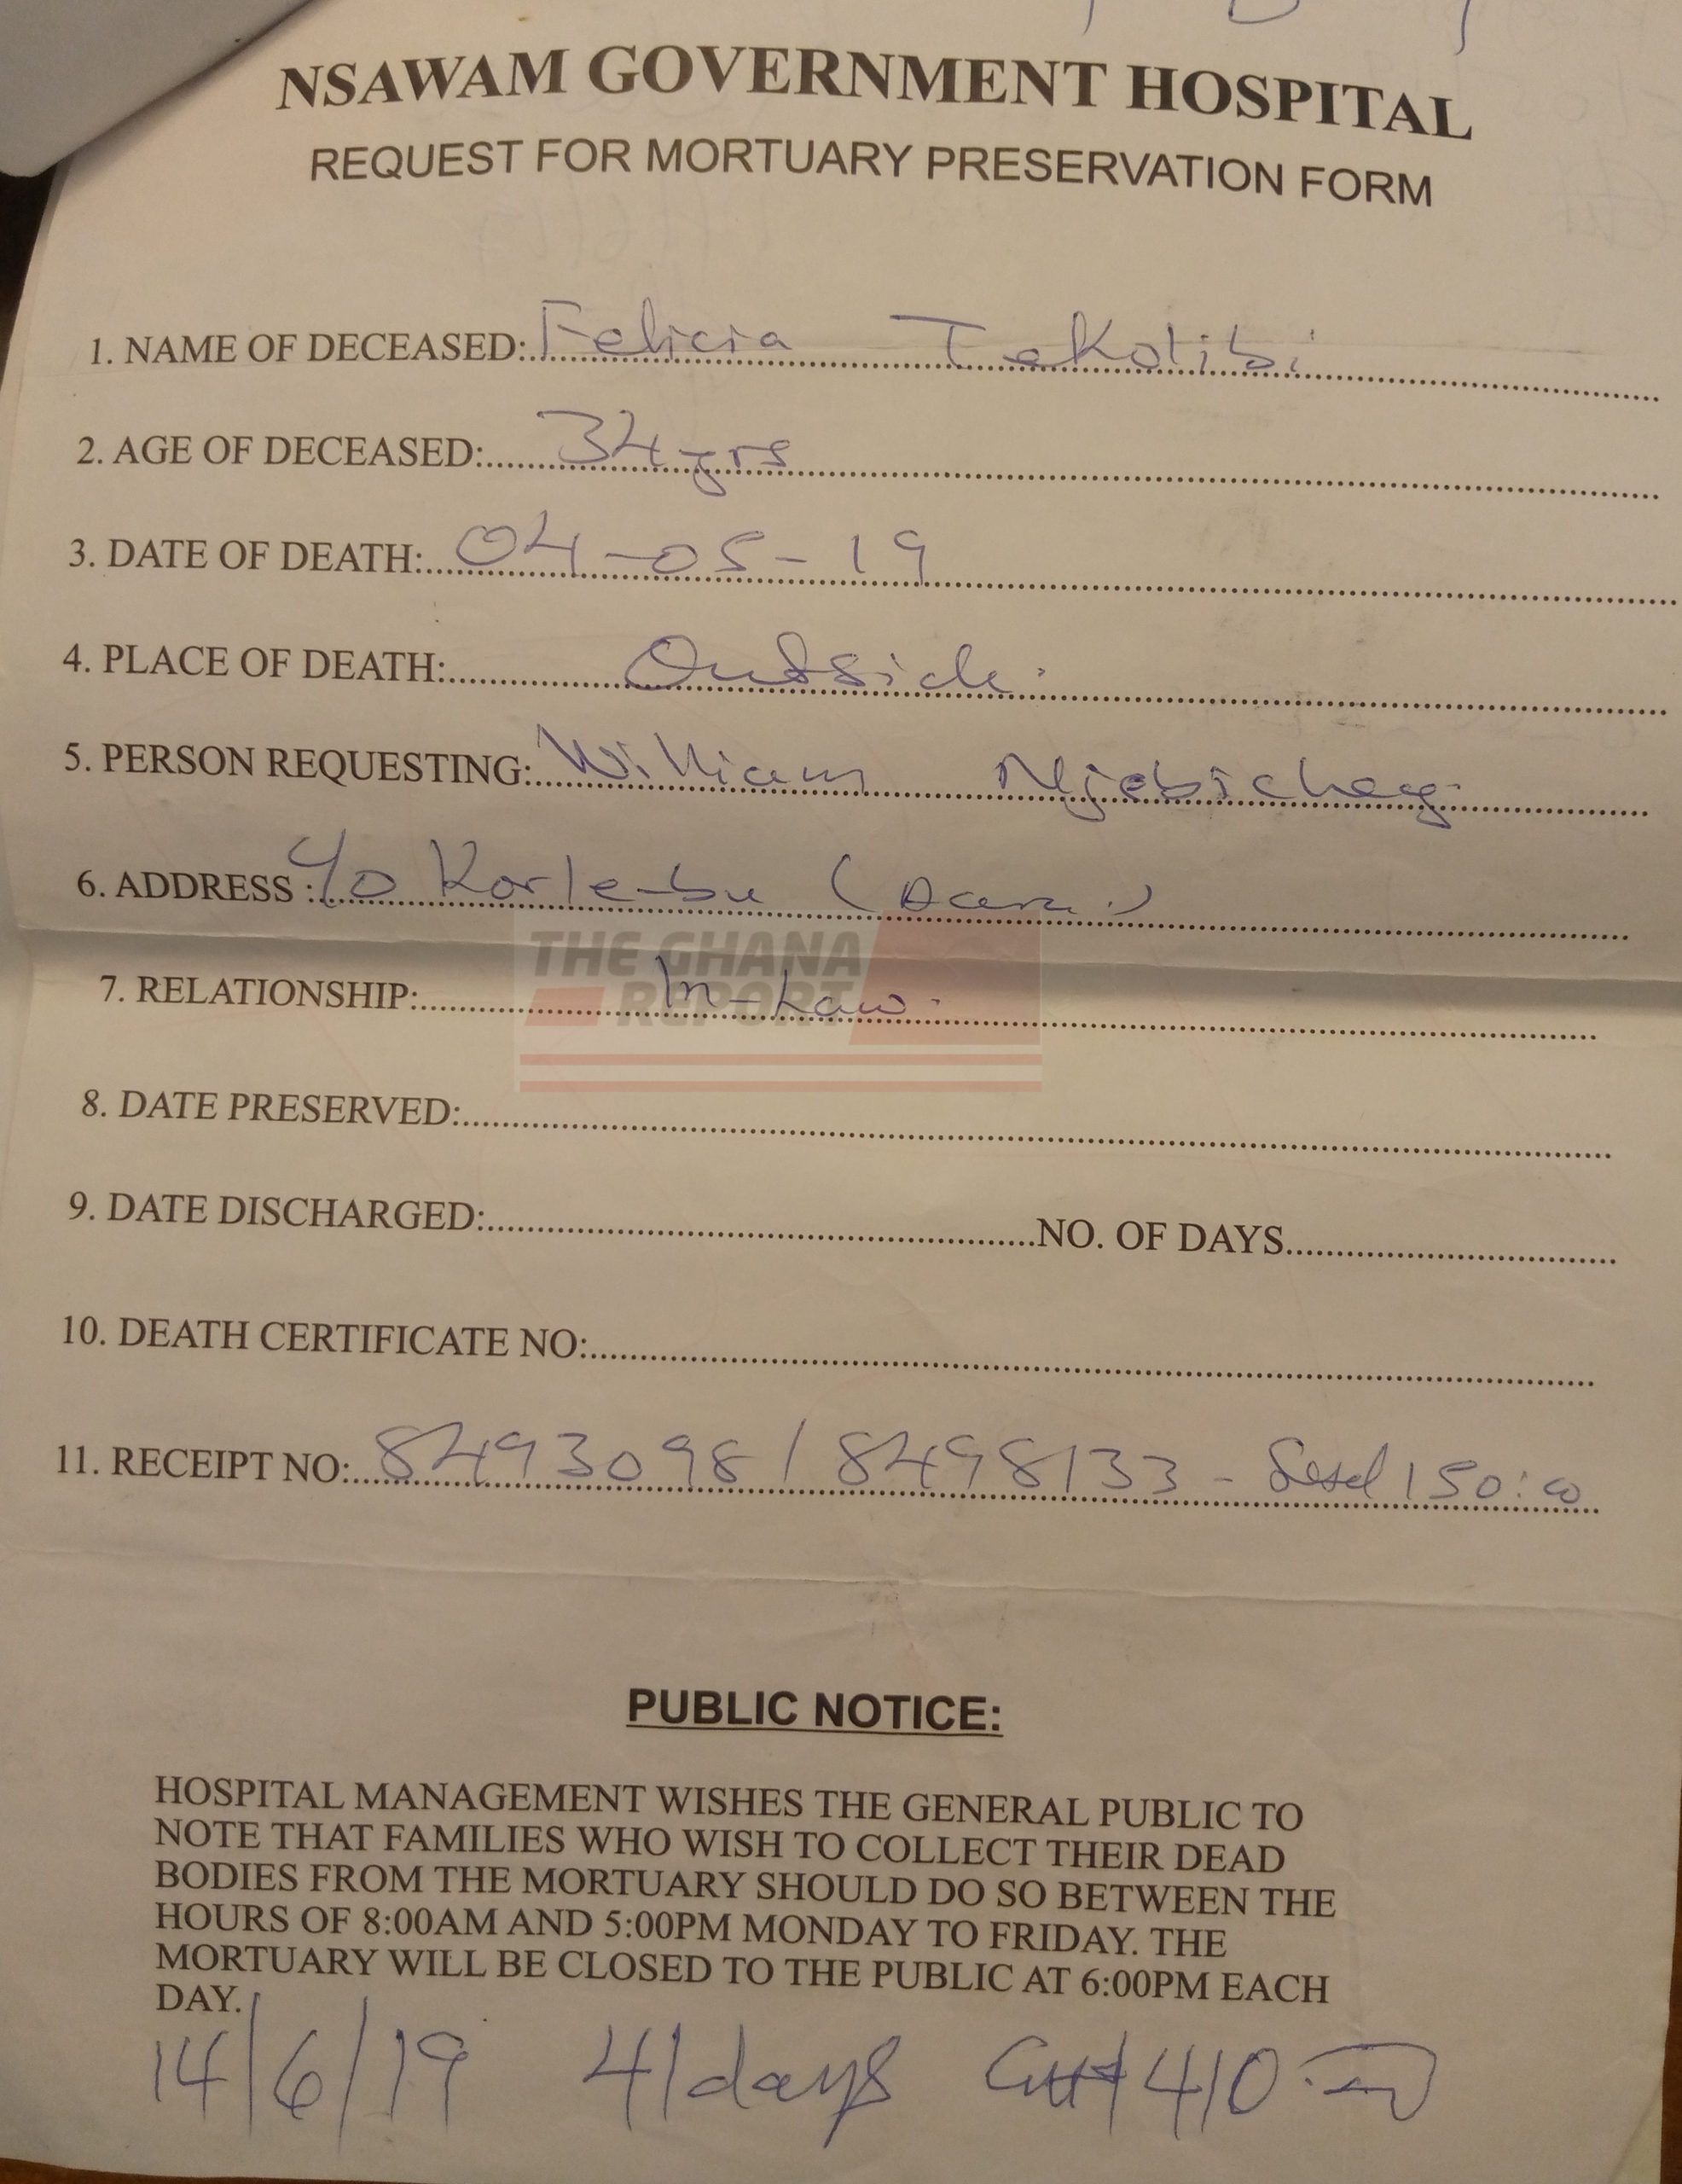 NSAWAM GOVERNMENT HOSPITAL
REQUEST FOR MORTUARY PRESERVATION FORM
1. NAME OF DECEASED: Felicia Tekolibi
2. AGE OF DECEASED: 34yrs
3. DATE OF DEATH: 04-05-19
4. PLACE OF DEATH: Outside.
5. PERSON REQUESTING: William
6. ADDRESS: Korle-bu (Accra.)
THE GHANA
REPORT
7. RELATIONSHIP: In-Law.
8. DATE PRESERVED:
9. DATE DISCHARGED: NO. OF DAYS
10. DEATH CERTIFICATE NO:
11. RECEIPT NO: 8493098/8498133 - 150:00
PUBLIC NOTICE:
HOSPITAL MANAGEMENT WISHES THE GENERAL PUBLIC TO
NOTE THAT FAMILIES WHO WISH TO COLLECT THEIR DEAD
BODIES FROM THE MORTUARY SHOULD DO SO BETWEEN THE
HOURS OF 8:00AM AND 5:00PM MONDAY TO FRIDAY. THE
MORTUARY WILL BE CLOSED TO THE PUBLIC AT 6:00PM EACH
DAY.
14/6/19 41days GH¢410